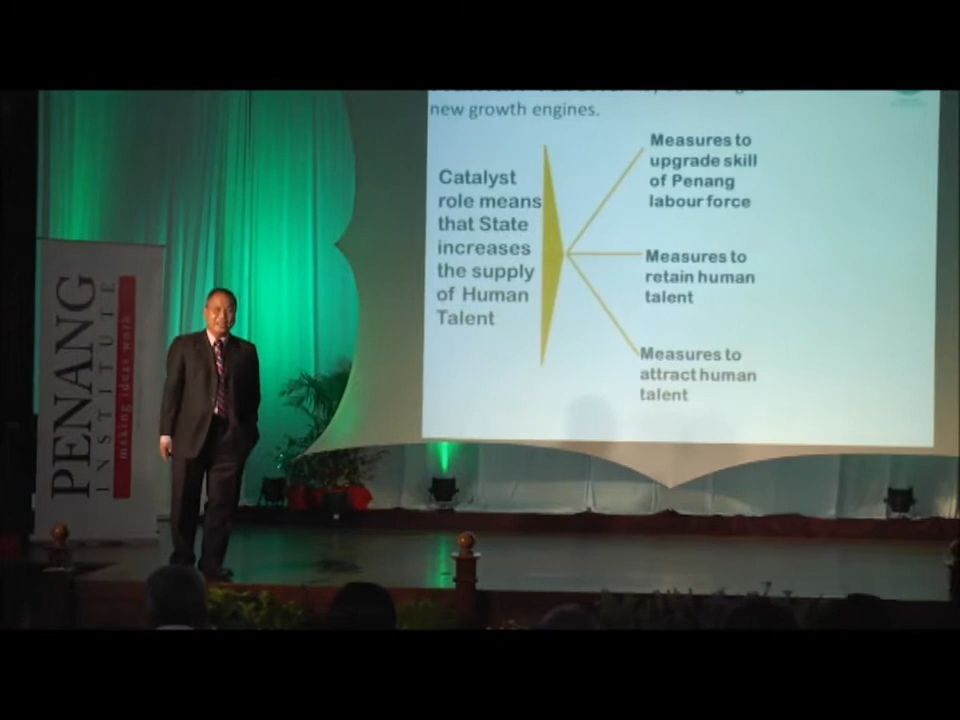 new growth engines.
Catalyst
role means
that State
increases
the supply
of Human
Talent
Measures to
upgrade skill
of Penang
labour force
Measures to
retain human
talent
Measures to
attract human
talent
PENANG
INSTITUTE
making ideas work